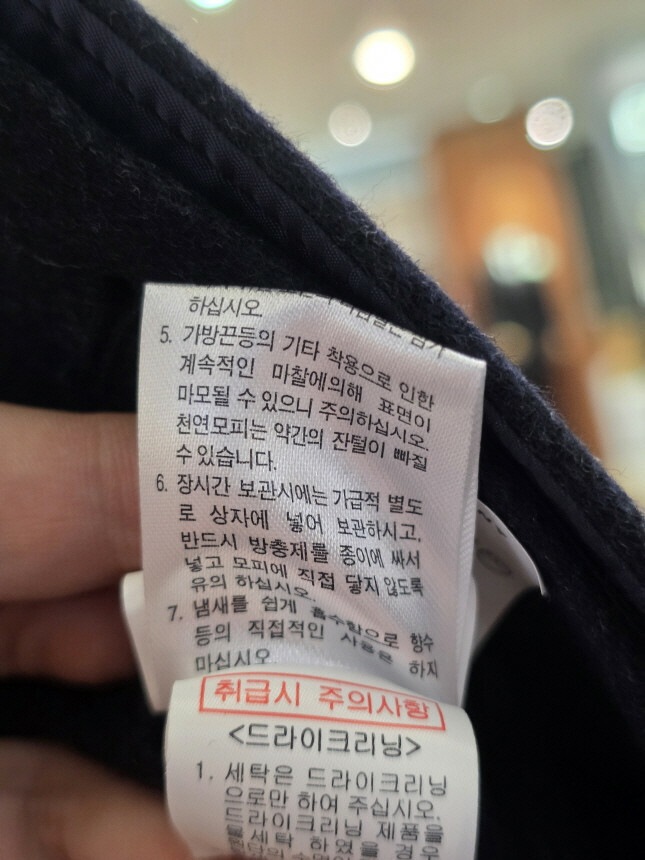 하십시오.
5. 가방끈등의 기타 착용으로 인한
계속적인 마찰에의해 표면이
마모될 수 있으니 주의하십시오.
천연모피는 약간의 잔털이 빠질
수 있습니다.
6. 장시간 보관시에는 가급적 별도
로 상자에 넣어 보관하시고,
반드시 방충제를 종이에 싸서
넣고 모피에 직접 닿지 않도록
유의 하십시오.
7. 냄새를 쉽게 흡수함으로 향수
등의 직접적인 사용은 하지
마십시오.
취급시 주의사항
<드라이크리닝>
1. 세탁은 드라이크리닝
으로만 하여 주십시오.
드라이크리닝 제품을
물세탁 하였을 경우